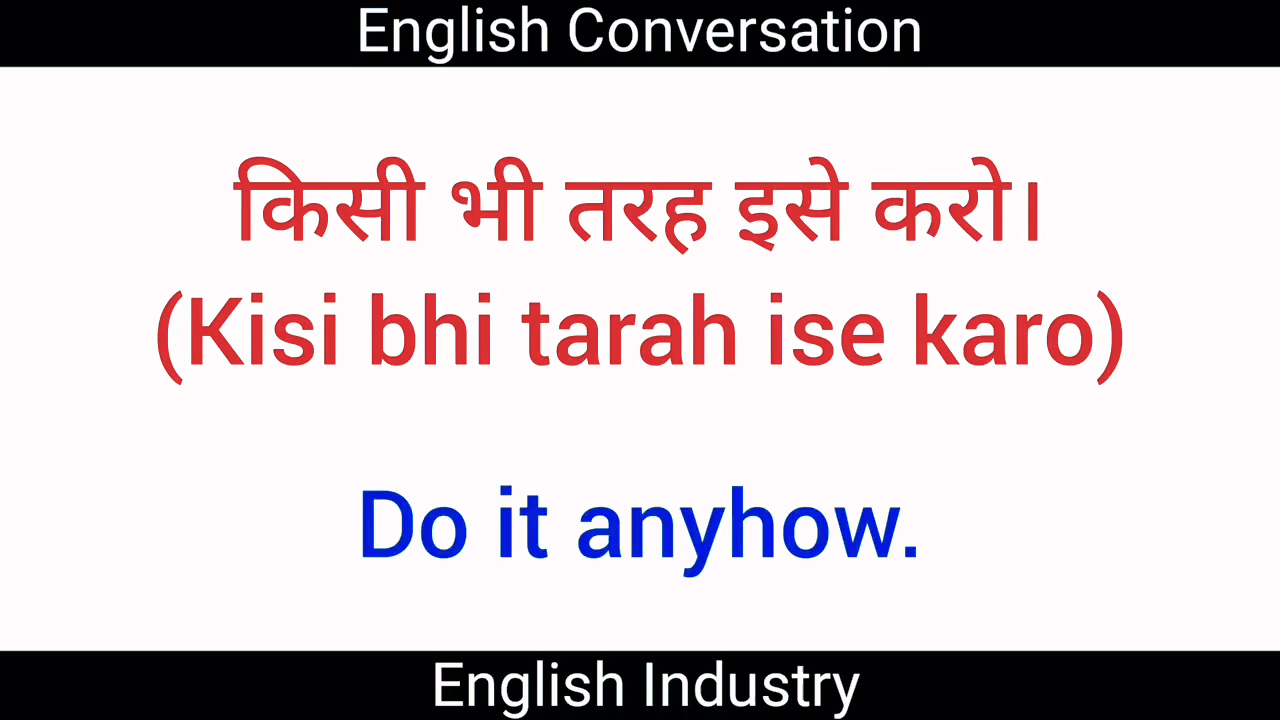 English Conversation
किसी भी तरह इसे करो।
(Kisi bhi tarah ise karo)
Do it anyhow.
English Industry